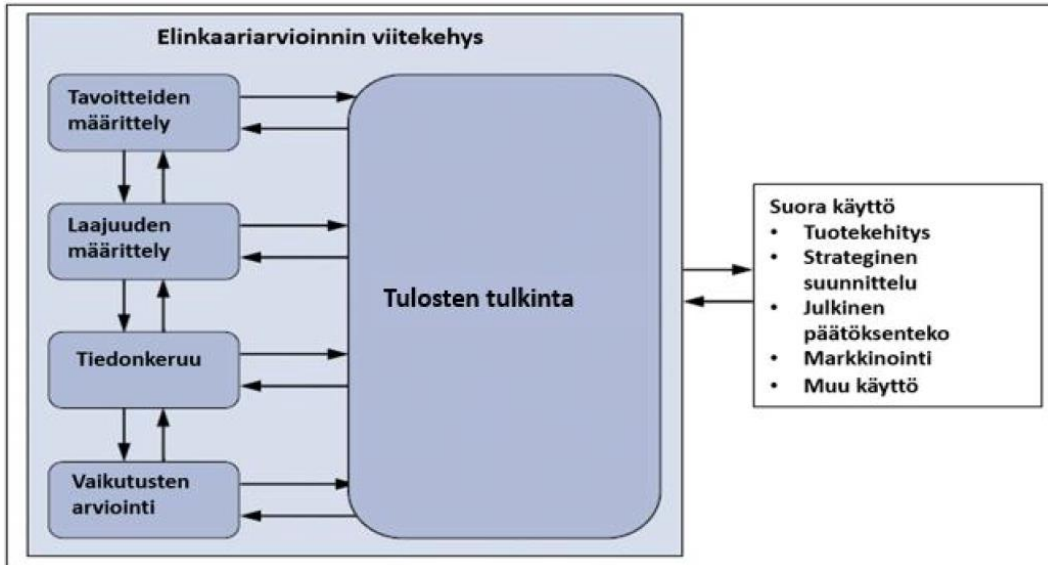 Elinkaariarvioinnin viitekehys
Tavoitteiden
määrittely
Laajuuden
määrittely
Tiedonkeruu
Vaikutusten
arviointi
Tulosten tulkinta
Suora käyttö
• Tuotekehitys
• Strateginen
suunnittelu
• Julkinen
päätöksenteko
• Markkinointi
• Muu käyttö